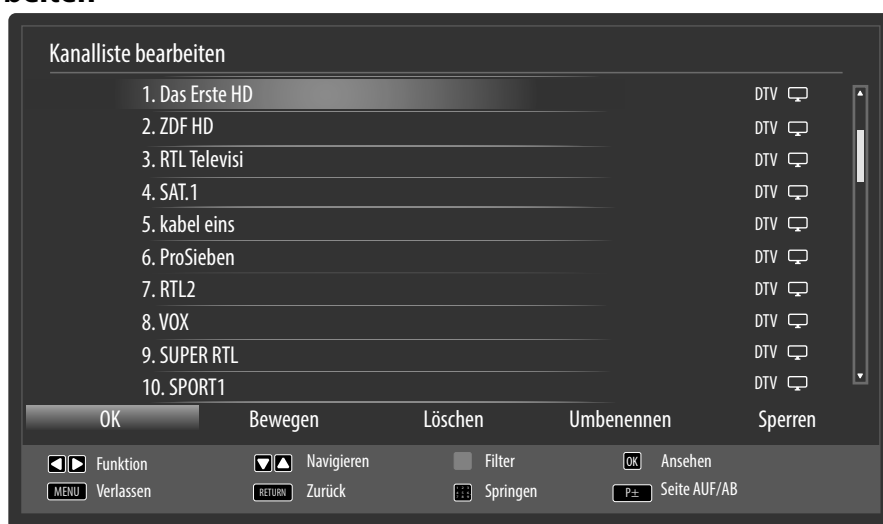 Kanalliste bearbeiten
1. Das Erste HD DTV
2. ZDF HD DTV
3. RTL Televisi DTV
4. SAT.1 DTV
5. kabel eins DTV
6. ProSieben DTV
7. RTL2 DTV
8. VOX DTV
9. SUPER RTL DTV
10. SPORT1 DTV
OK Bewegen Löschen Umbenennen Sperren
Funktion Navigieren Filter OK Ansehen
MENU Verlassen RETURN Zurück Springen P± Seite AUF/AB